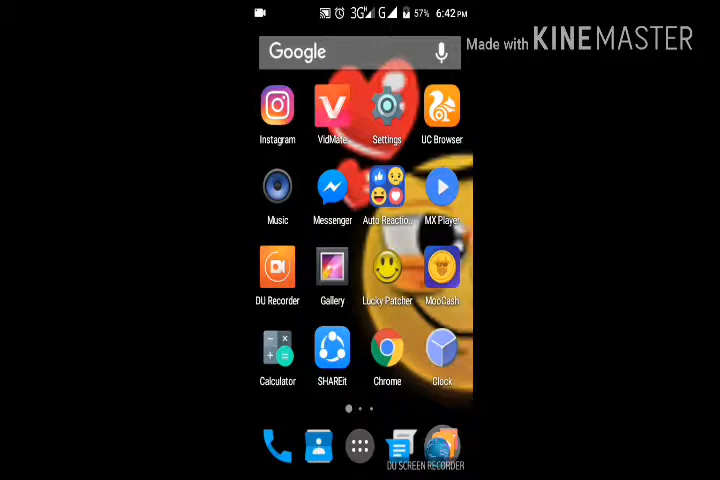 3G H G 57% 6:42 PM
Google
Made with KINEMASTER
Instagram VidMate Settings UC Browser
Music Messenger Auto Reactio.. MX Player
DU Recorder Gallery Lucky Patcher MooCash
Calculator SHAREit Chrome Clock
DU SCREEN RECORDER